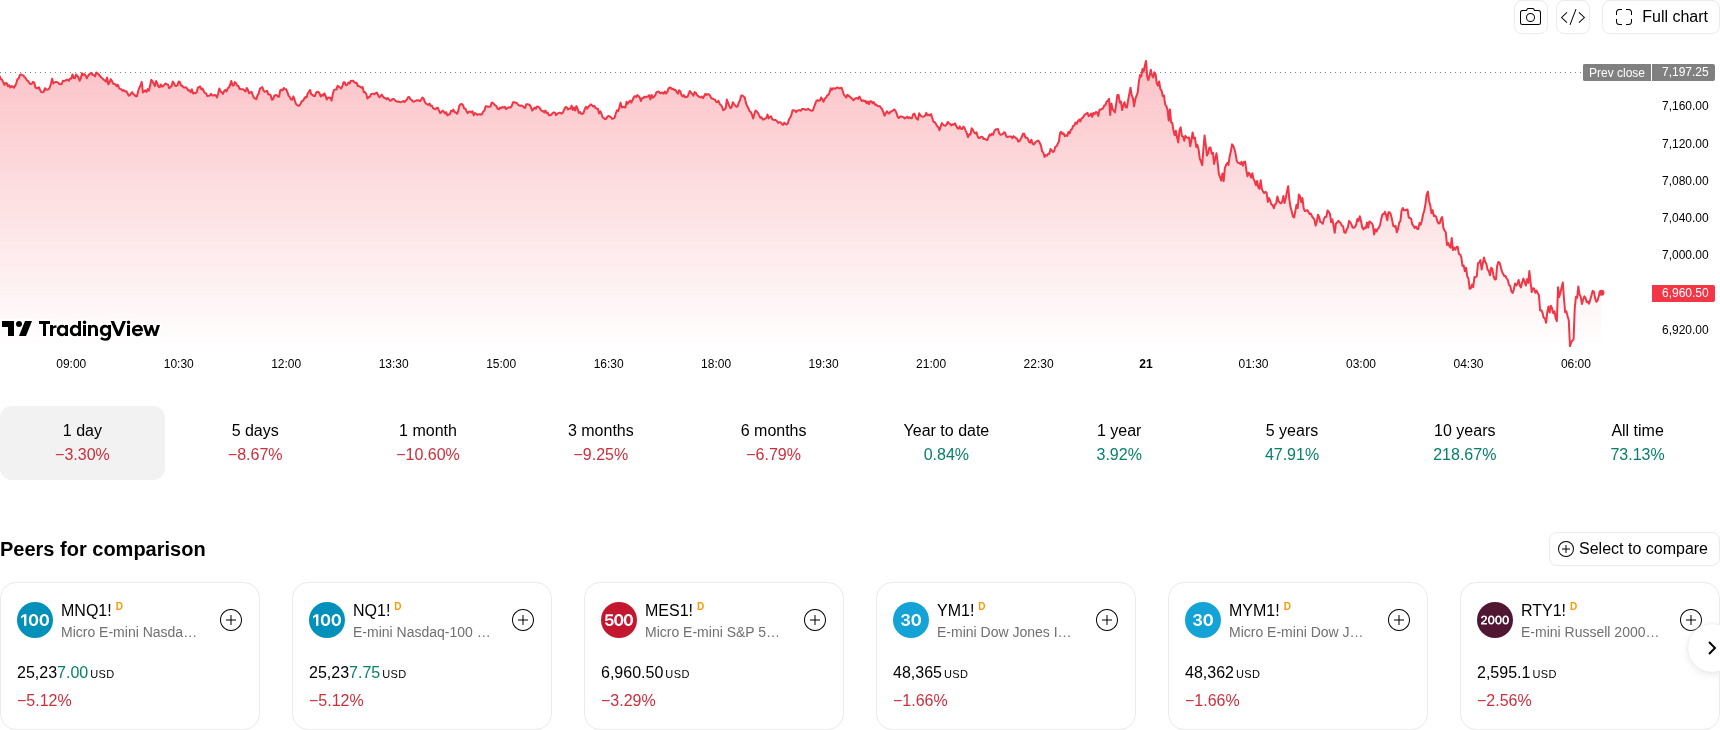 Full chart
Prev close 7,197.25
7,160.00
7,120.00
7,080.00
7,040.00
7,000.00
6,960.50
6,920.00
TradingView
09:00 10:30 12:00 13:30 15:00 16:30 18:00 19:30 21:00 22:30 21 01:30 03:00 04:30 06:00
1 day 5 days 1 month 3 months 6 months Year to date 1 year 5 years 10 years All time
−3.30% −8.67% −10.60% −9.25% −6.79% 0.84% 3.92% 47.91% 218.67% 73.13%
Peers for comparison
Select to compare
100 MNQ1! D
Micro E-mini Nasda…
25,237.00 USD
−5.12%
100 NQ1! D
E-mini Nasdaq-100 …
25,237.75 USD
−5.12%
500 MES1! D
Micro E-mini S&P 5…
6,960.50 USD
−3.29%
30 YM1! D
E-mini Dow Jones I…
48,365 USD
−1.66%
30 MYM1! D
Micro E-mini Dow J…
48,362 USD
−1.66%
2000 RTY1! D
E-mini Russell 2000…
2,595.1 USD
−2.56%